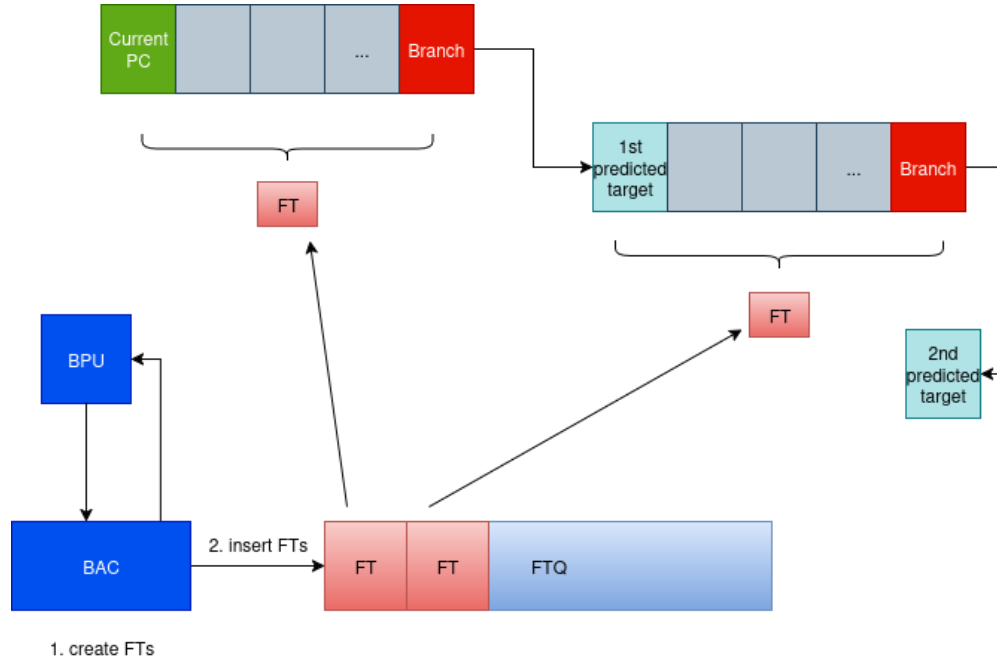 Current
PC
...
Branch
1st
predicted
target
...
Branch
FT
FT
BPU
2nd
predicted
target
2. insert FTs
BAC
FT
FT
FTQ
1. create FTs